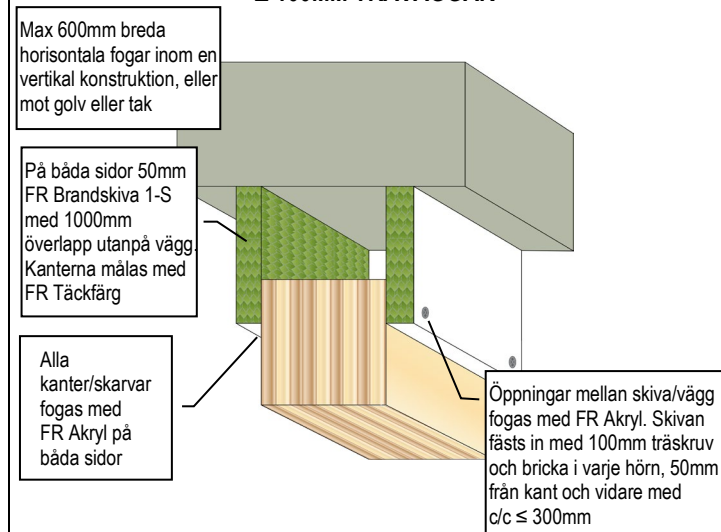 Max 600mm breda
horisontala fogar inom en
vertikal konstruktion, eller
mot golv eller tak
På båda sidor 50mm
FR Brandskiva 1-S
med 1000mm
överlapp utanpå vägg.
Kanterna målas med
FR Täckfärg
Alla
kanter/skarvar
fogas med
FR Akryl på
båda sidor
Öppningar mellan skiva/vägg
fogas med FR Akryl. Skivan
fästs in med 100mm träskruv
och bricka i varje hörn, 50mm
från kant och vidare med
c/c ≤ 300mm